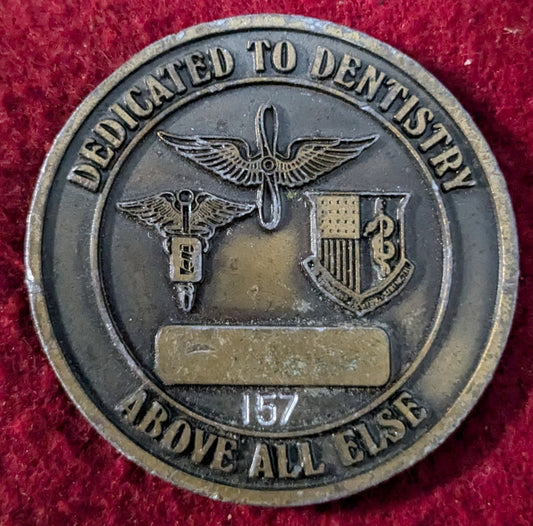 DEDICATED TO DENTISTRY
157
ABOVE ALL ELSE